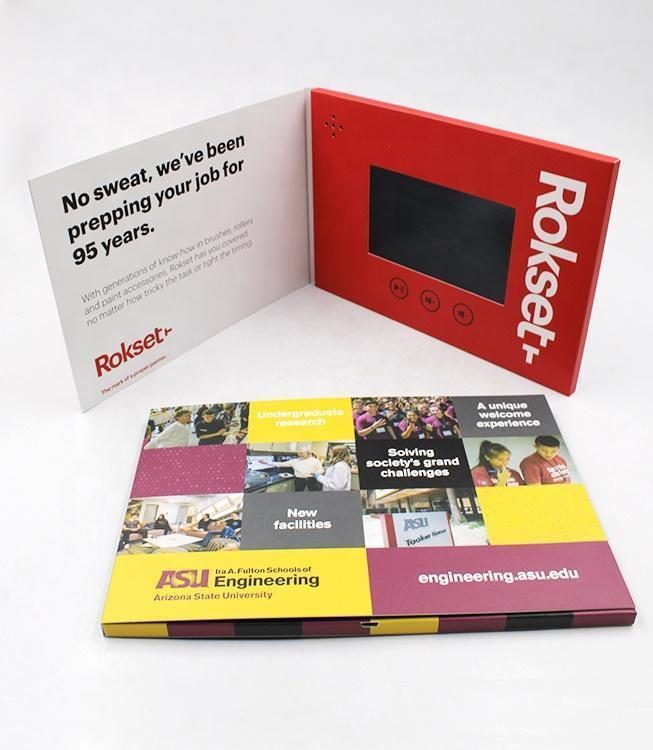 No sweat, we've been
prepping your job for
95 years.
With generations of know-how in brushes, rollers
and paint accessories, Rokset has you covered,
no matter how tricky the task or tight the timing.
Rokset
The mark of a proper painter.
Rokset
Undergraduate
research
A unique
welcome
experience
Solving
society's grand
challenges
New
facilities
ASU
Tooker House
ASU Ira A. Fulton Schools of
Engineering
Arizona State University
engineering.asu.edu